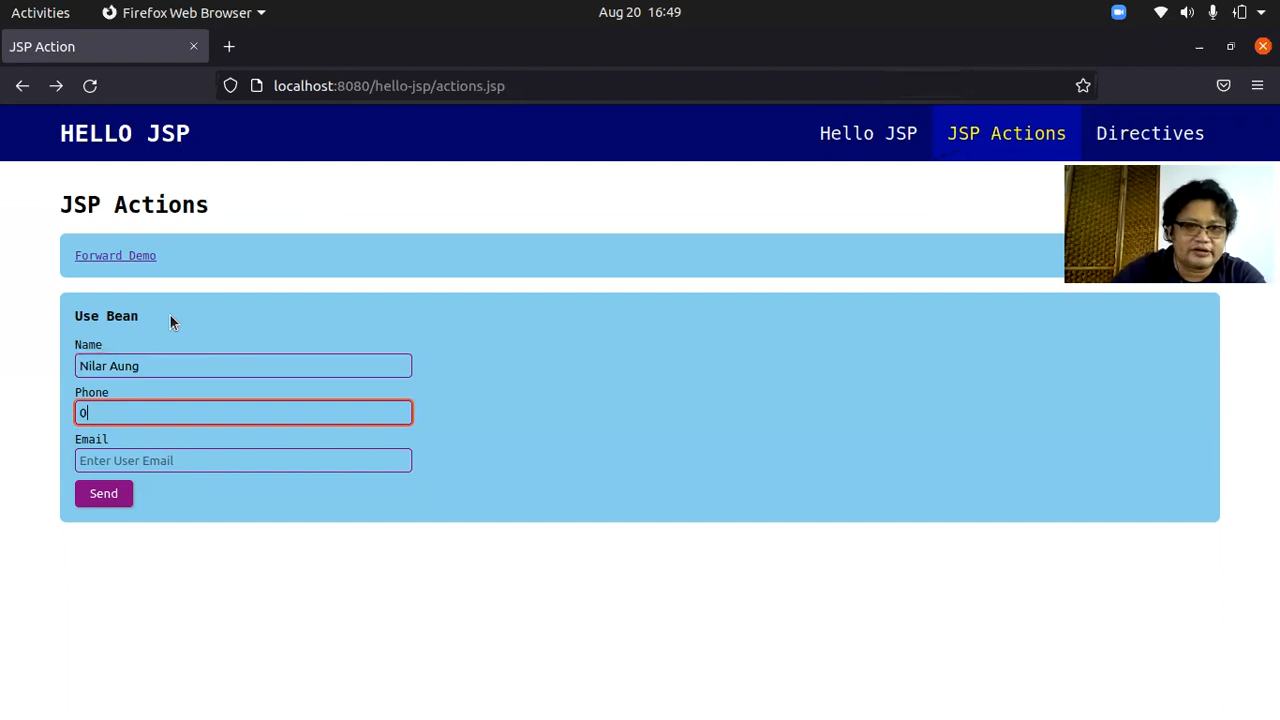 Activities
Firefox Web Browser
Aug 20 16:49
JSP Action
localhost:8080/hello-jsp/actions.jsp
HELLO JSP
Hello JSP
JSP Actions
Directives
JSP Actions
Forward Demo
Use Bean
Name
Nilar Aung
Phone
0
Email
Enter User Email
Send